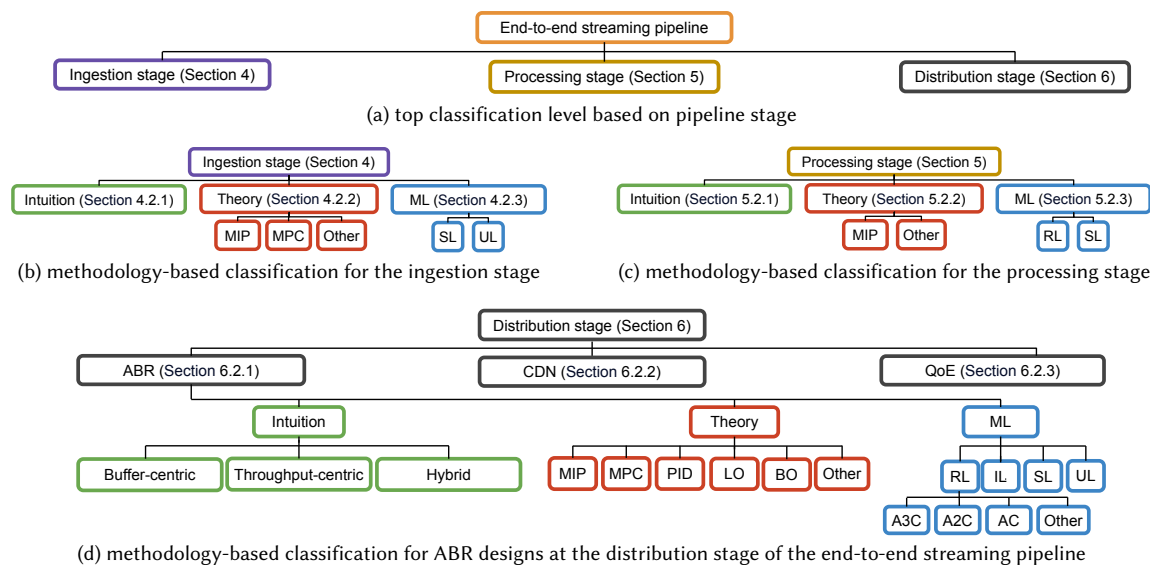 End-to-end streaming pipeline
Ingestion stage (Section 4)
Processing stage (Section 5)
Distribution stage (Section 6)
(a) top classification level based on pipeline stage
Ingestion stage (Section 4)
Intuition (Section 4.2.1)
Theory (Section 4.2.2)
ML (Section 4.2.3)
MIP
MPC
Other
SL
UL
(b) methodology-based classification for the ingestion stage
Processing stage (Section 5)
Intuition (Section 5.2.1)
Theory (Section 5.2.2)
ML (Section 5.2.3)
MIP
Other
RL
SL
(c) methodology-based classification for the processing stage
Distribution stage (Section 6)
ABR (Section 6.2.1)
CDN (Section 6.2.2)
QoE (Section 6.2.3)
Intuition
Theory
ML
Buffer-centric
Throughput-centric
Hybrid
MIP
MPC
PID
LO
BO
Other
RL
IL
SL
UL
A3C
A2C
AC
Other
(d) methodology-based classification for ABR designs at the distribution stage of the end-to-end streaming pipeline